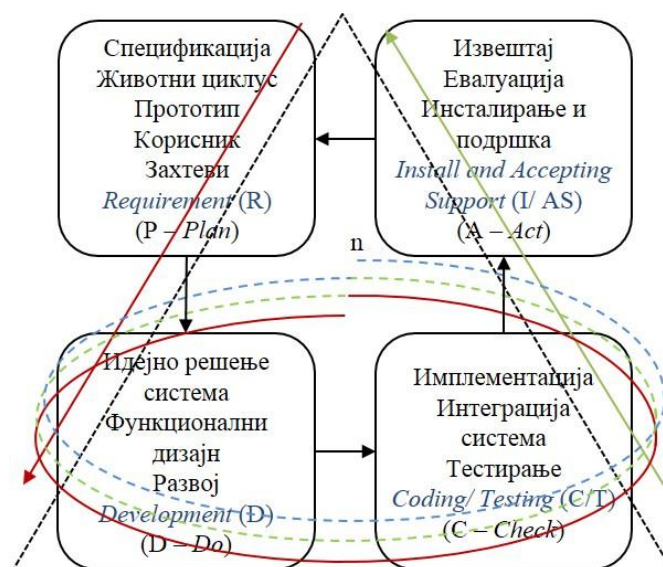 Спецификација
Животни циклус
Прототип
Корисник
Захтеви
Requirement (R)
(P – Plan)
Извештај
Евалуација
Инсталирање и
подршка
Install and Accepting
Support (I/ AS)
(A – Act)
n
Идејно решење
система
Функционални
дизајн
Развој
Development (D)
(D – Do)
Имплементација
Интеграција
система
Тестирање
Coding/ Testing (C/T)
(C – Check)